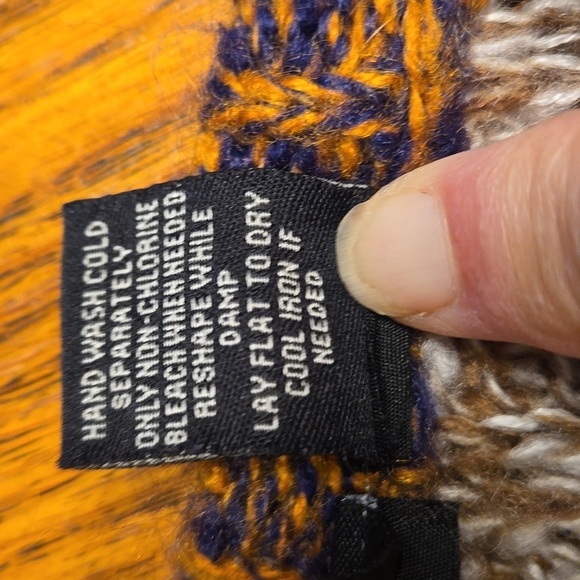 HAND WASH COLD
SEPARATELY
ONLY NON-CHLORINE
BLEACH WHEN NEEDED.
RESHAPE WHILE
DAMP
LAY FLAT TO DRY
COOL IRON IF
NEEDED